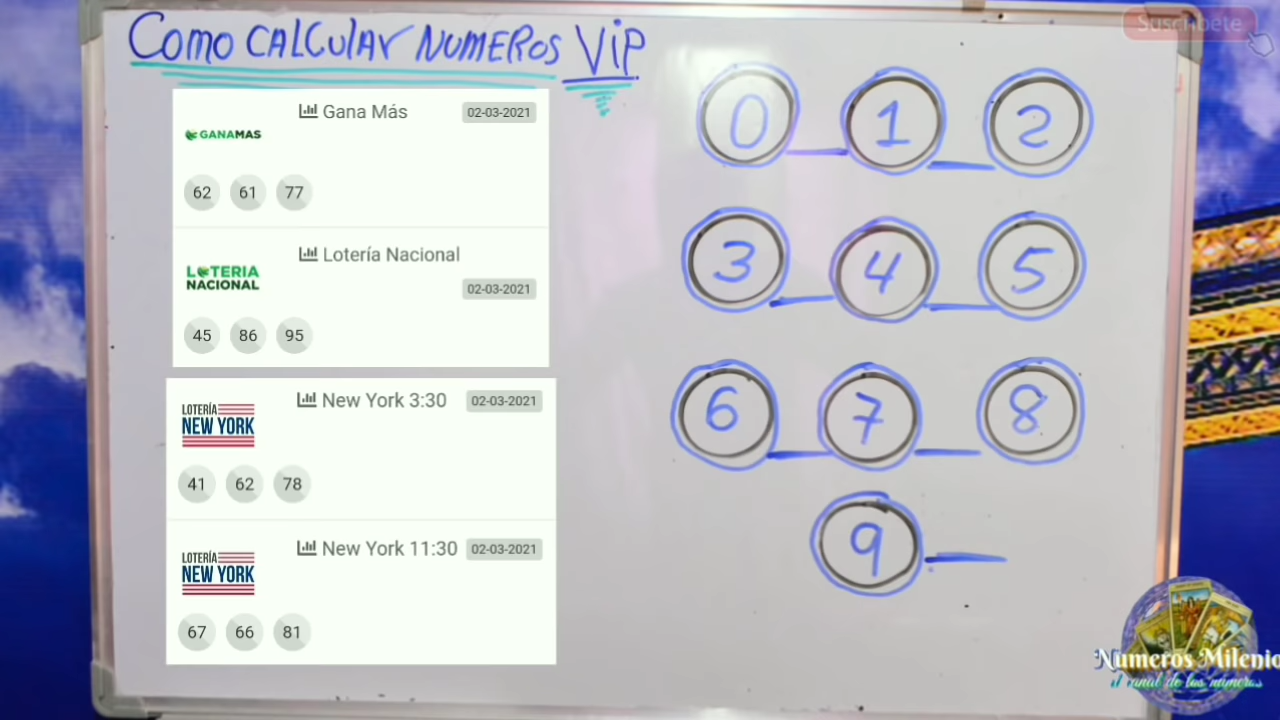 COMO CALCULAR NUMEROS VIP
Suscribete
Gana Más 02-03-2021
GANAMAS
62 61 77
Lotería Nacional
LOTERIA
NACIONAL
02-03-2021
45 86 95
New York 3:30 02-03-2021
LOTERÍA
NEW YORK
41 62 78
New York 11:30 02-03-2021
LOTERÍA
NEW YORK
67 66 81
0 1 2
3 4 5
6 7 8
9
Numeros Milenio
el canal de los numeros